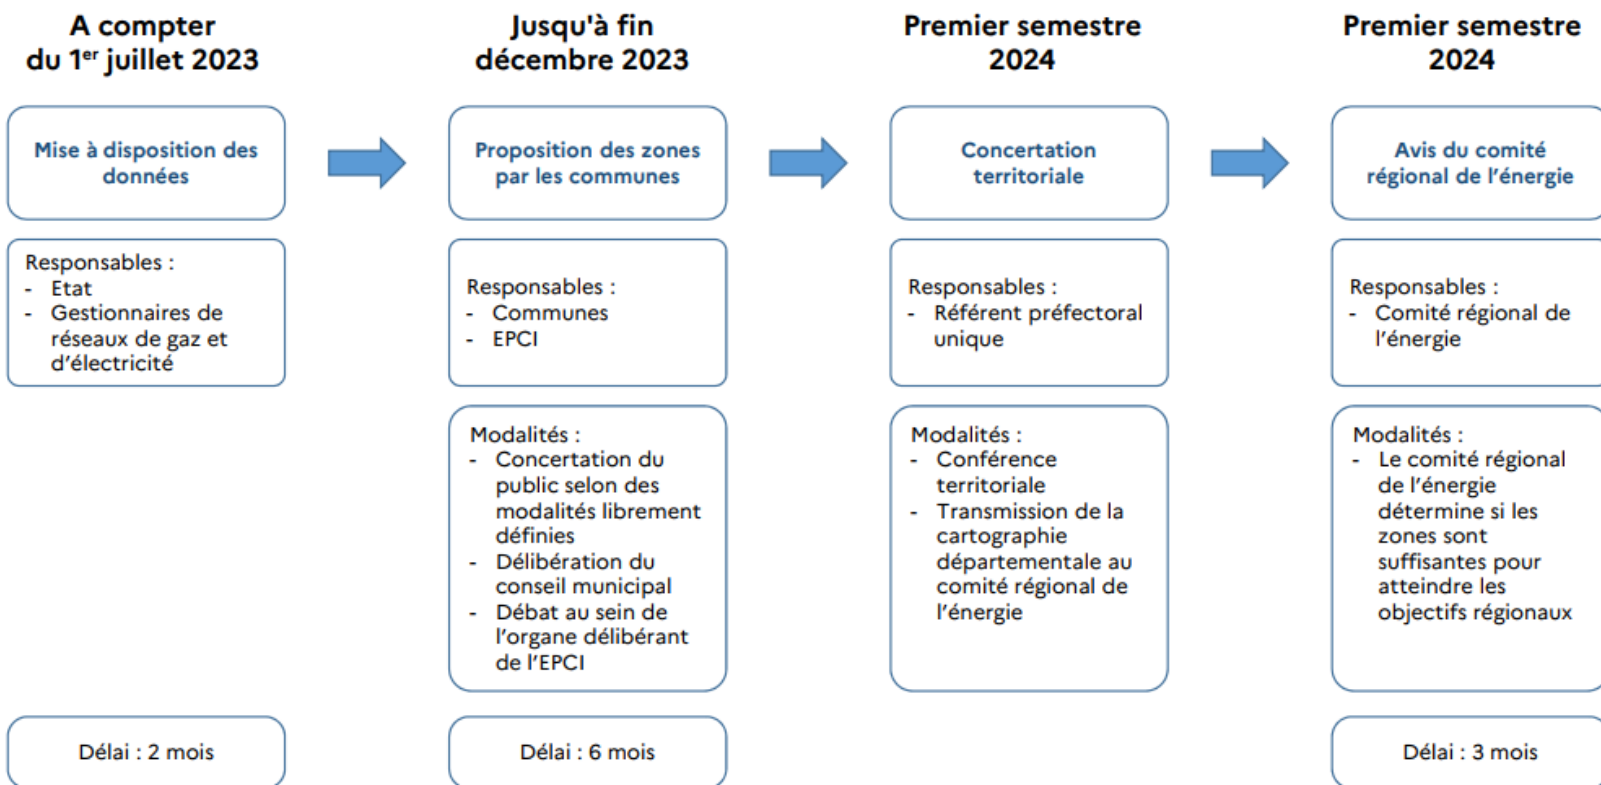 A compter
du 1er juillet 2023
Jusqu'à fin
décembre 2023
Premier semestre
2024
Premier semestre
2024
Mise à disposition des
données
Proposition des zones
par les communes
Concertation
territoriale
Avis du comité
régional de l'énergie
Responsables :
- Etat
- Gestionnaires de
réseaux de gaz et
d'électricité
Responsables :
- Communes
- EPCI
Responsables :
- Référent préfectoral
unique
Responsables :
- Comité régional de
l'énergie
Modalités :
- Concertation du
public selon des
modalités librement
définies
- Délibération du
conseil municipal
- Débat au sein de
l'organe délibérant
de l'EPCI
Modalités :
- Conférence
territoriale
- Transmission de la
cartographie
départementale au
comité régional de
l'énergie
Modalités :
- Le comité régional
de l'énergie
détermine si les
zones sont
suffisantes pour
atteindre les
objectifs régionaux
Délai : 2 mois
Délai : 6 mois
Délai : 3 mois